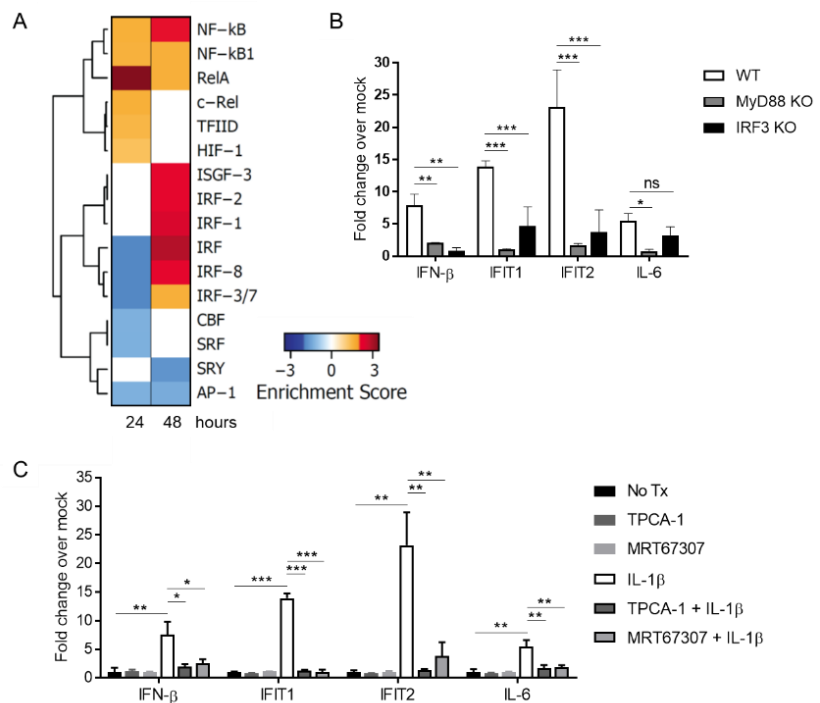 A
NF−kB
NF−kB1
RelA
c−Rel
TFIID
HIF−1
ISGF−3
IRF−2
IRF−1
IRF
IRF−8
IRF−3/7
CBF
SRF
SRY
AP−1
24 48 hours
−3 0 3
Enrichment Score
B
Fold change over mock
30
25
20
15
10
5
0
** **
*** ***
*** ***
* ns
IFN-β IFIT1 IFIT2 IL-6
WT
MyD88 KO
IRF3 KO
C
Fold change over mock
35
30
25
20
15
10
5
0
** * *
*** *** ***
** ** **
** ** **
IFN-β IFIT1 IFIT2 IL-6
No Tx
TPCA-1
MRT67307
IL-1β
TPCA-1 + IL-1β
MRT67307 + IL-1β